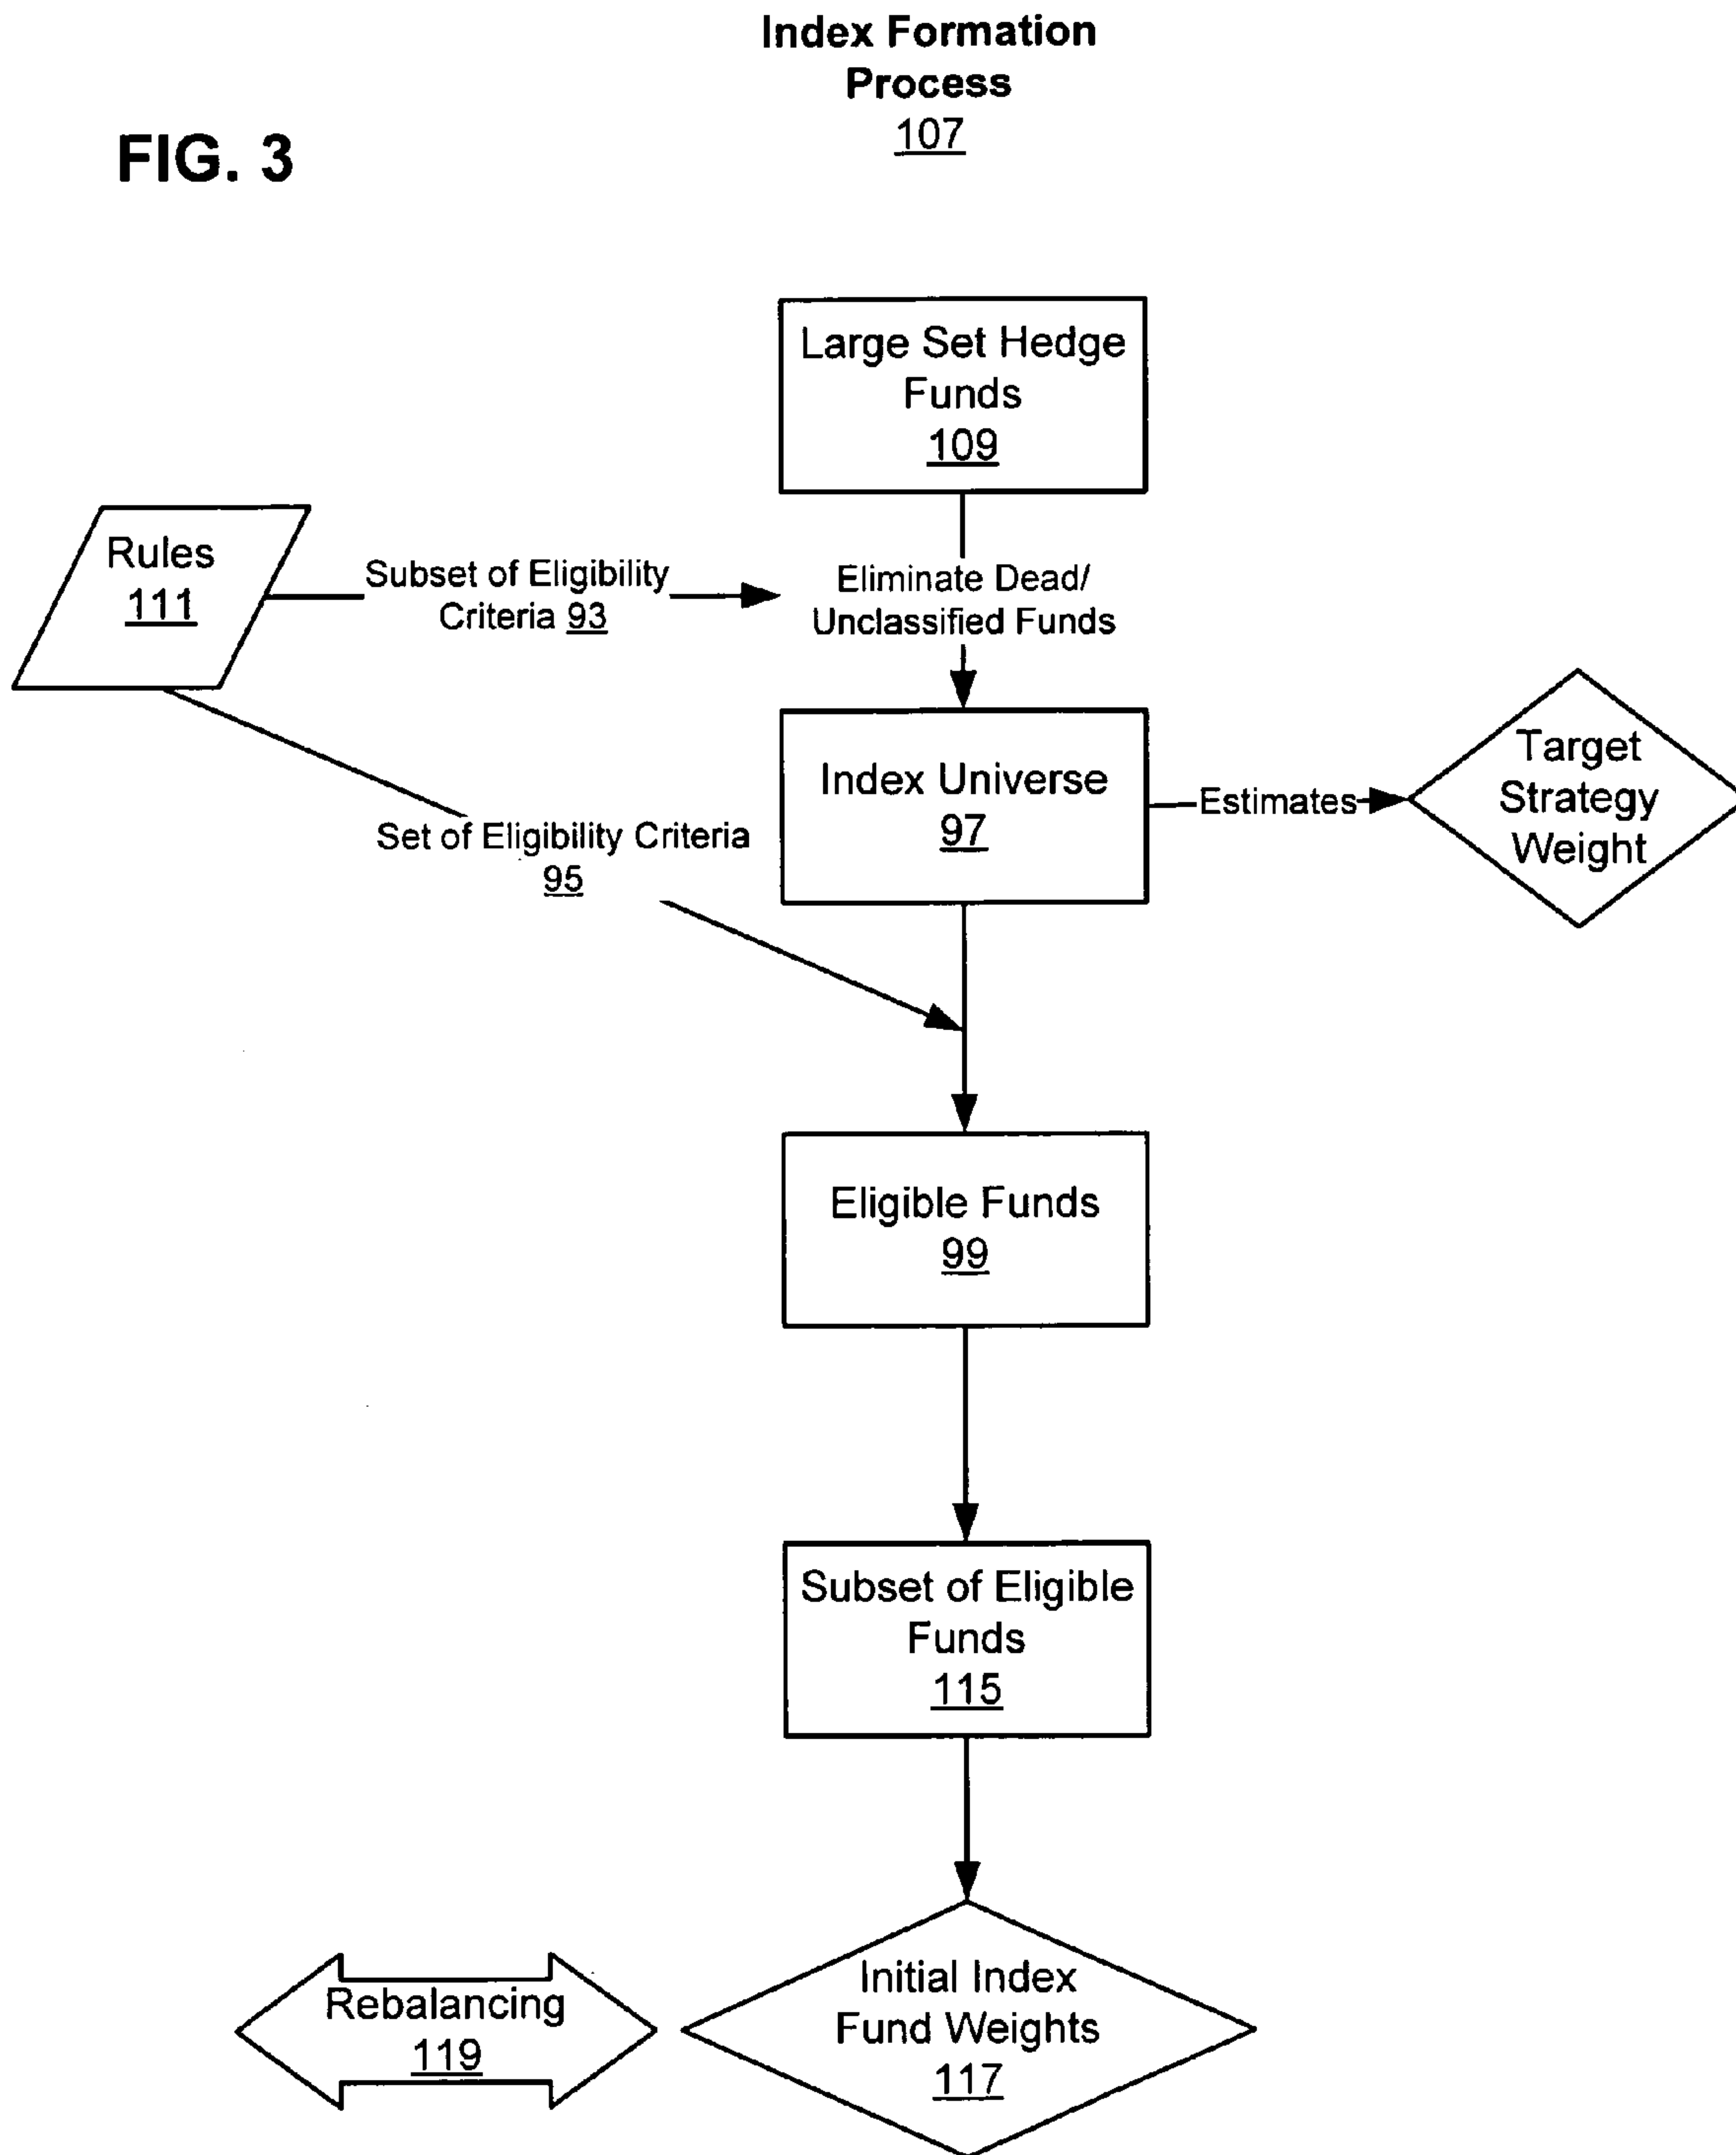 Index Formation
Process
107
FIG. 3
Large Set Hedge
Funds
109
Rules
111
Subset of Eligibility
Criteria 93
Eliminate Dead/
Unclassified Funds
Index Universe
97
Estimates
Target
Strategy
Weight
Set of Eligibility Criteria
95
Eligible Funds
99
Subset of Eligible
Funds
115
Initial Index
Fund Weights
117
Rebalancing
119